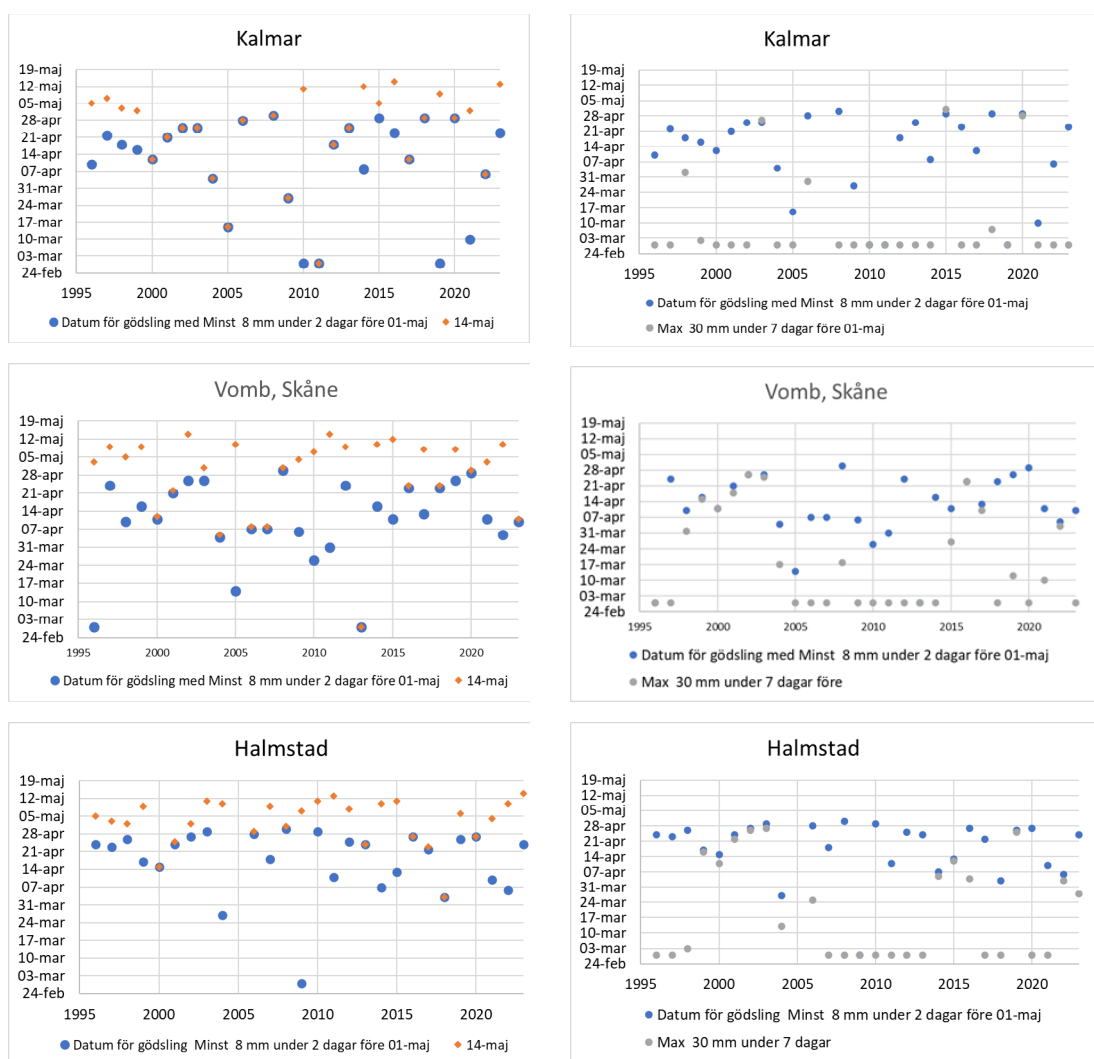 Kalmar
19-maj
12-maj
05-maj
28-apr
21-apr
14-apr
07-apr
31-mar
24-mar
17-mar
10-mar
03-mar
24-feb
1995 2000 2005 2010 2015 2020
Datum för gödsling med Minst 8 mm under 2 dagar före 01-maj 14-maj
Kalmar
19-maj
12-maj
05-maj
28-apr
21-apr
14-apr
07-apr
31-mar
24-mar
17-mar
10-mar
03-mar
24-feb
1995 2000 2005 2010 2015 2020
Datum för gödsling med Minst 8 mm under 2 dagar före 01-maj
Max 30 mm under 7 dagar före 01-maj
Vomb, Skåne
19-maj
12-maj
05-maj
28-apr
21-apr
14-apr
07-apr
31-mar
24-mar
17-mar
10-mar
03-mar
24-feb
1995 2000 2005 2010 2015 2020
Datum för gödsling med Minst 8 mm under 2 dagar före 01-maj 14-maj
Vomb, Skåne
19-maj
12-maj
05-maj
28-apr
21-apr
14-apr
07-apr
31-mar
24-mar
17-mar
10-mar
03-mar
24-feb
1995 2000 2005 2010 2015 2020
Datum för gödsling med Minst 8 mm under 2 dagar före 01-maj
Max 30 mm under 7 dagar före
Halmstad
19-maj
12-maj
05-maj
28-apr
21-apr
14-apr
07-apr
31-mar
24-mar
17-mar
10-mar
03-mar
24-feb
1995 2000 2005 2010 2015 2020
Datum för gödsling Minst 8 mm under 2 dagar före 01-maj 14-maj
Halmstad
19-maj
12-maj
05-maj
28-apr
21-apr
14-apr
07-apr
31-mar
24-mar
17-mar
10-mar
03-mar
24-feb
1995 2000 2005 2010 2015 2020
Datum för gödsling Minst 8 mm under 2 dagar före 01-maj
Max 30 mm under 7 dagar